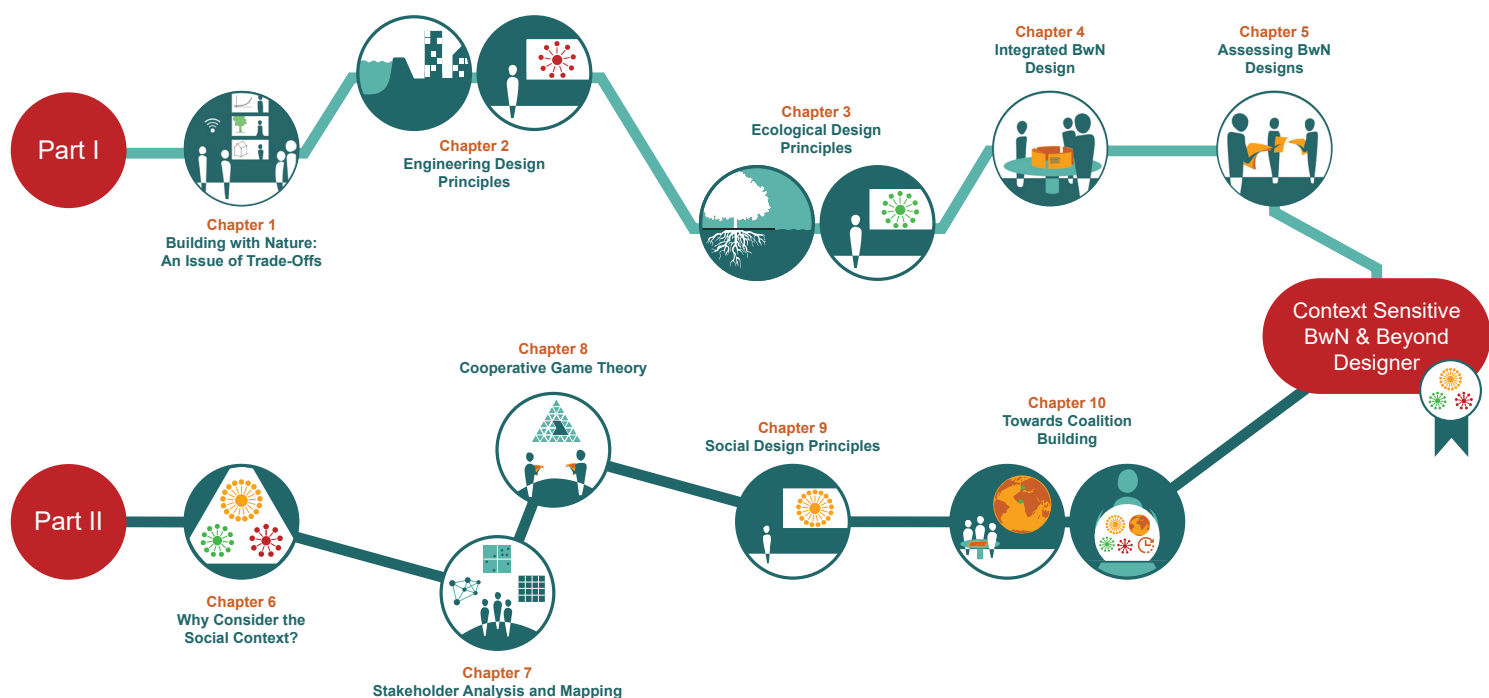 Part I
Chapter 1
Building with Nature:
An Issue of Trade-Offs
Chapter 2
Engineering Design
Principles
Chapter 3
Ecological Design
Principles
Chapter 4
Integrated BwN
Design
Chapter 5
Assessing BwN
Designs
Context Sensitive
BwN & Beyond
Designer
Part II
Chapter 6
Why Consider the
Social Context?
Chapter 7
Stakeholder Analysis and Mapping
Chapter 8
Cooperative Game Theory
Chapter 9
Social Design Principles
Chapter 10
Towards Coalition
Building